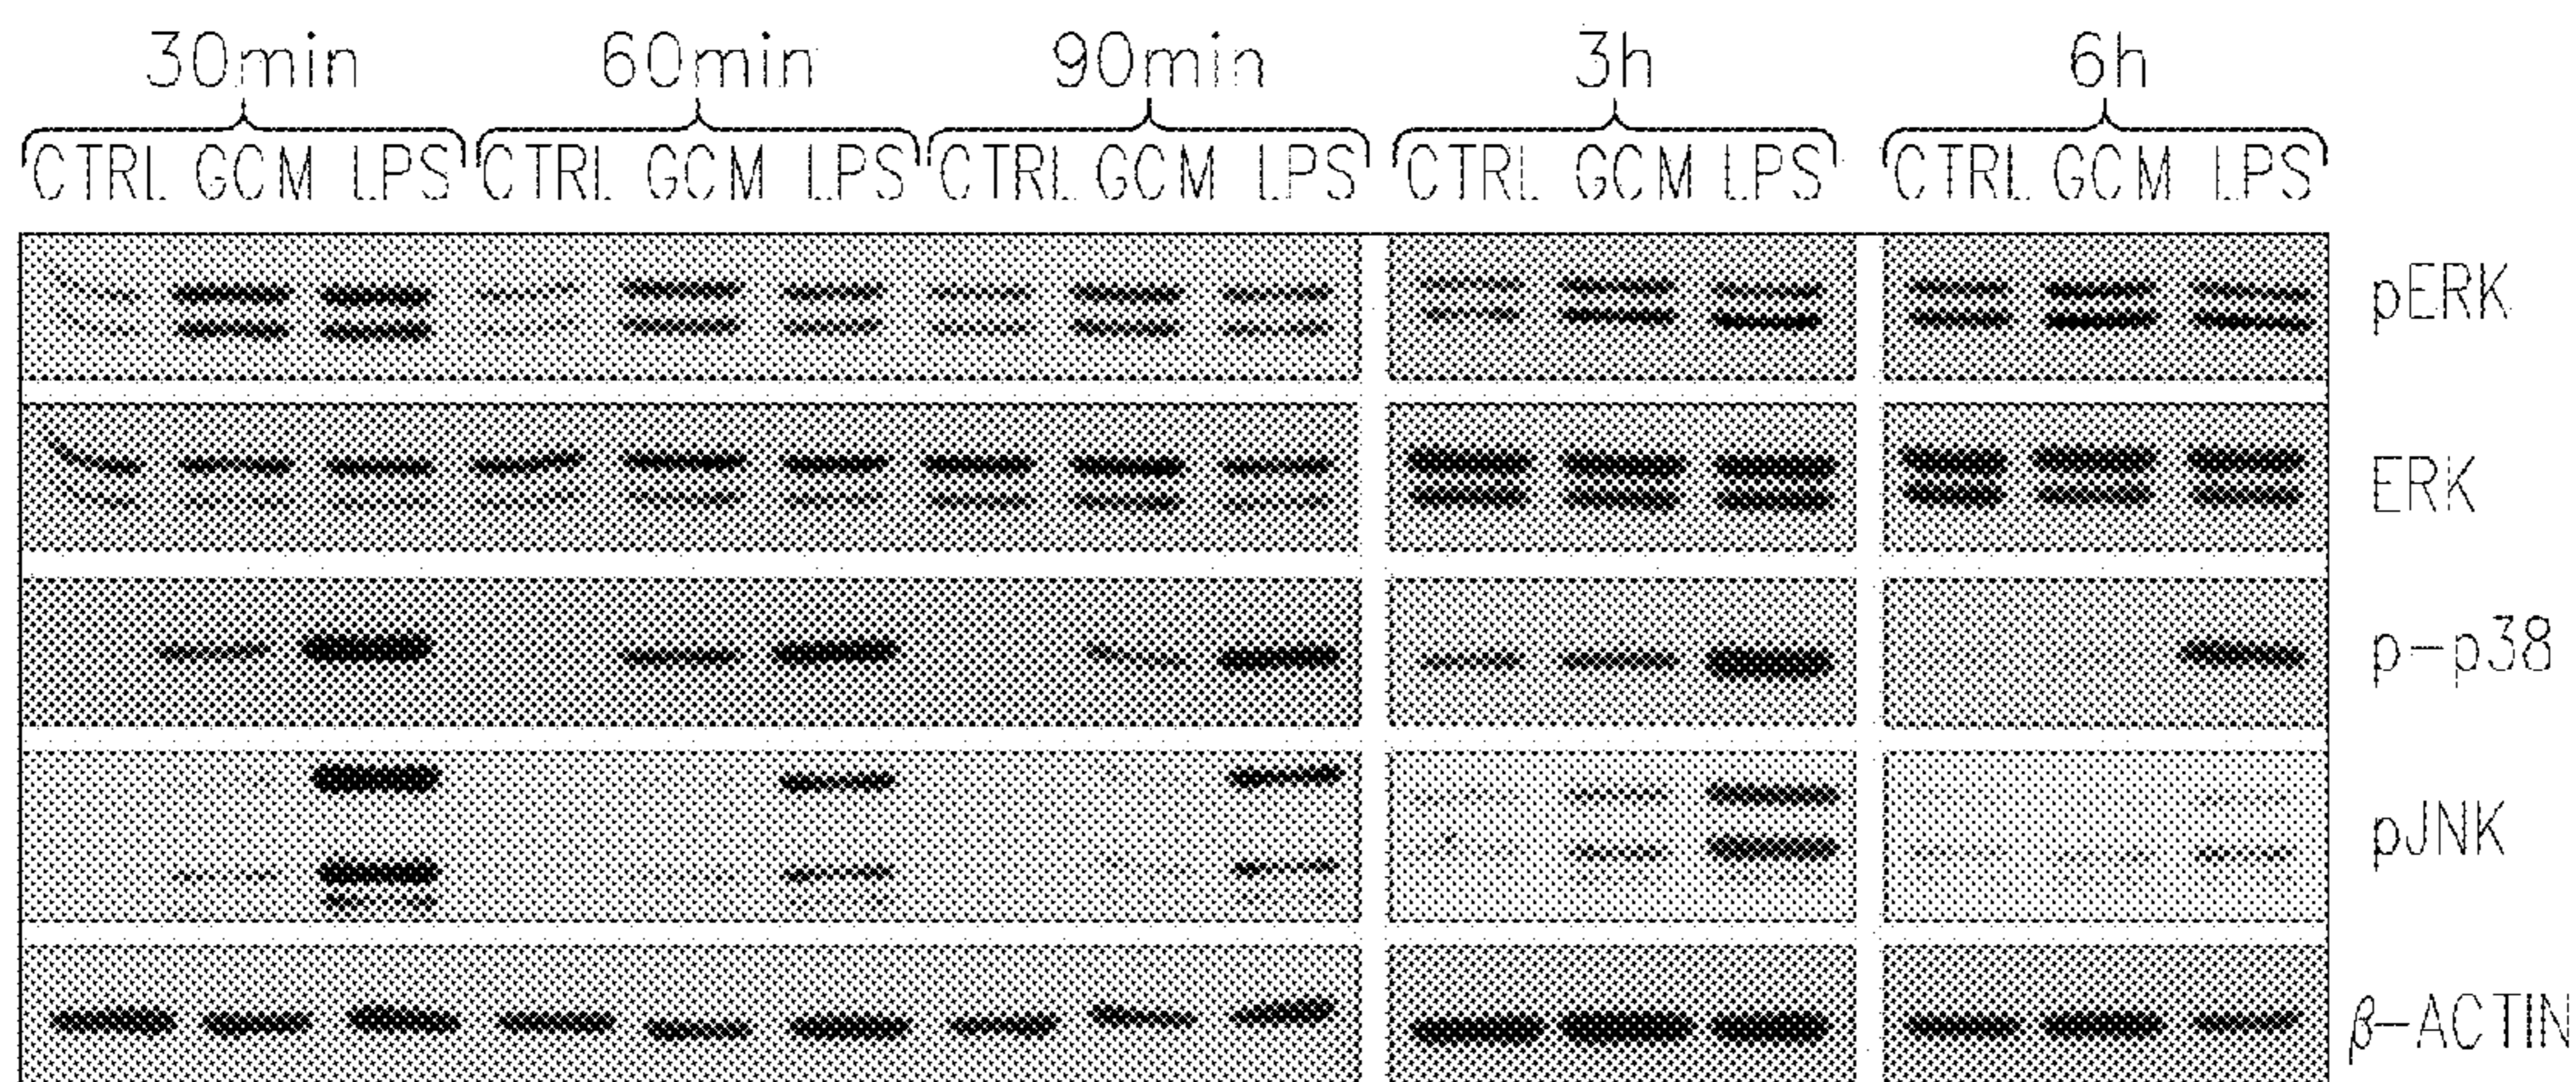 30min 60min 90min 3h 6h
CTRL GCM LPS CTRL GCM LPS CTRL GCM LPS CTRL GCM LPS CTRL GCM LPS
pERK
ERK
p-p38
pJNK
β-ACTIN